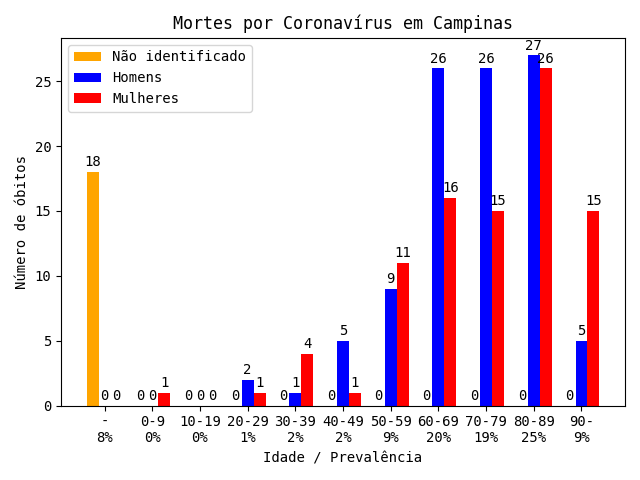 Mortes por Coronavírus em Campinas
Não identificado
Homens
Mulheres
Número de óbitos
25
20
15
10
5
0
18 0 0
0 0 1
0 0 0
0 2 1
0 1 4
0 5 1
0 9 11
0 26 16
0 26 15
0 27 26
0 5 15
- 0-9 10-19 20-29 30-39 40-49 50-59 60-69 70-79 80-89 90-
8% 0% 0% 1% 2% 2% 9% 20% 19% 25% 9%
Idade / Prevalência